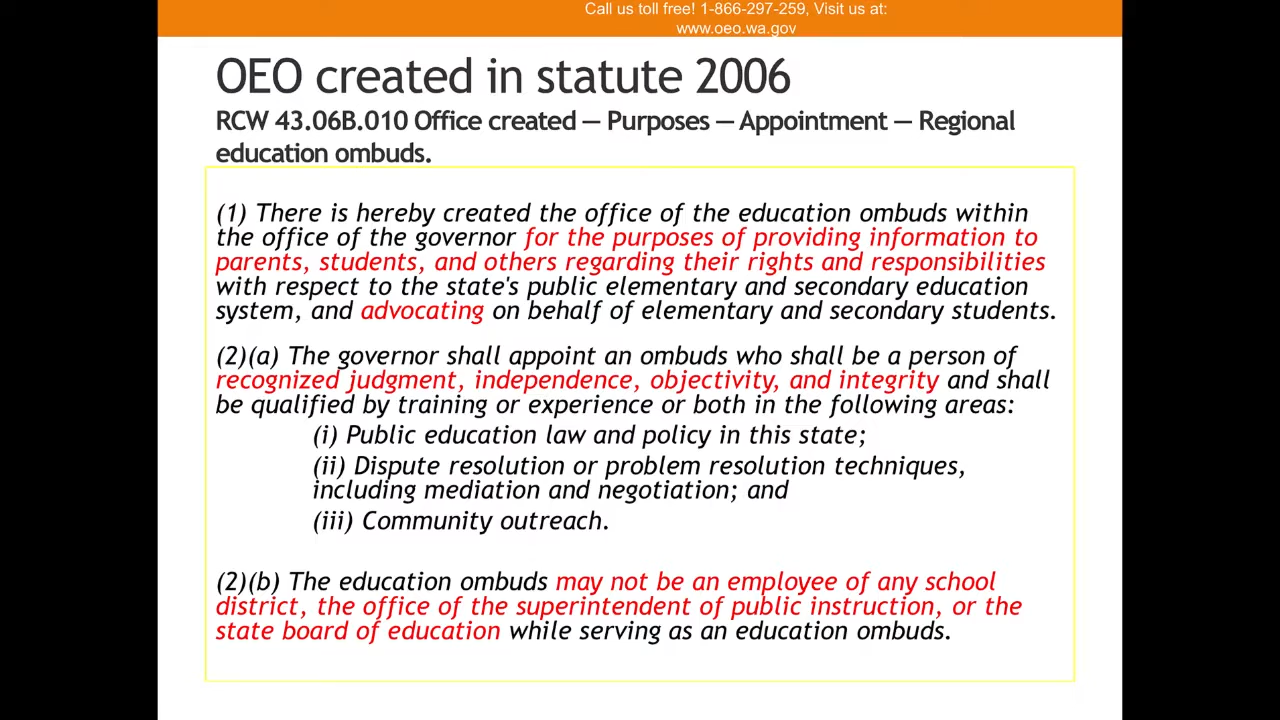 Call us toll free! 1-866-297-259, Visit us at:
www.oeo.wa.gov
OEO created in statute 2006
RCW 43.06B.010 Office created — Purposes — Appointment — Regional
education ombuds.
(1) There is hereby created the office of the education ombuds within
the office of the governor for the purposes of providing information to
parents, students, and others regarding their rights and responsibilities
with respect to the state's public elementary and secondary education
system, and advocating on behalf of elementary and secondary students.
(2)(a) The governor shall appoint an ombuds who shall be a person of
recognized judgment, independence, objectivity, and integrity and shall
be qualified by training or experience or both in the following areas:
(i) Public education law and policy in this state;
(ii) Dispute resolution or problem resolution techniques,
including mediation and negotiation; and
(iii) Community outreach.
(2)(b) The education ombuds may not be an employee of any school
district, the office of the superintendent of public instruction, or the
state board of education while serving as an education ombuds.